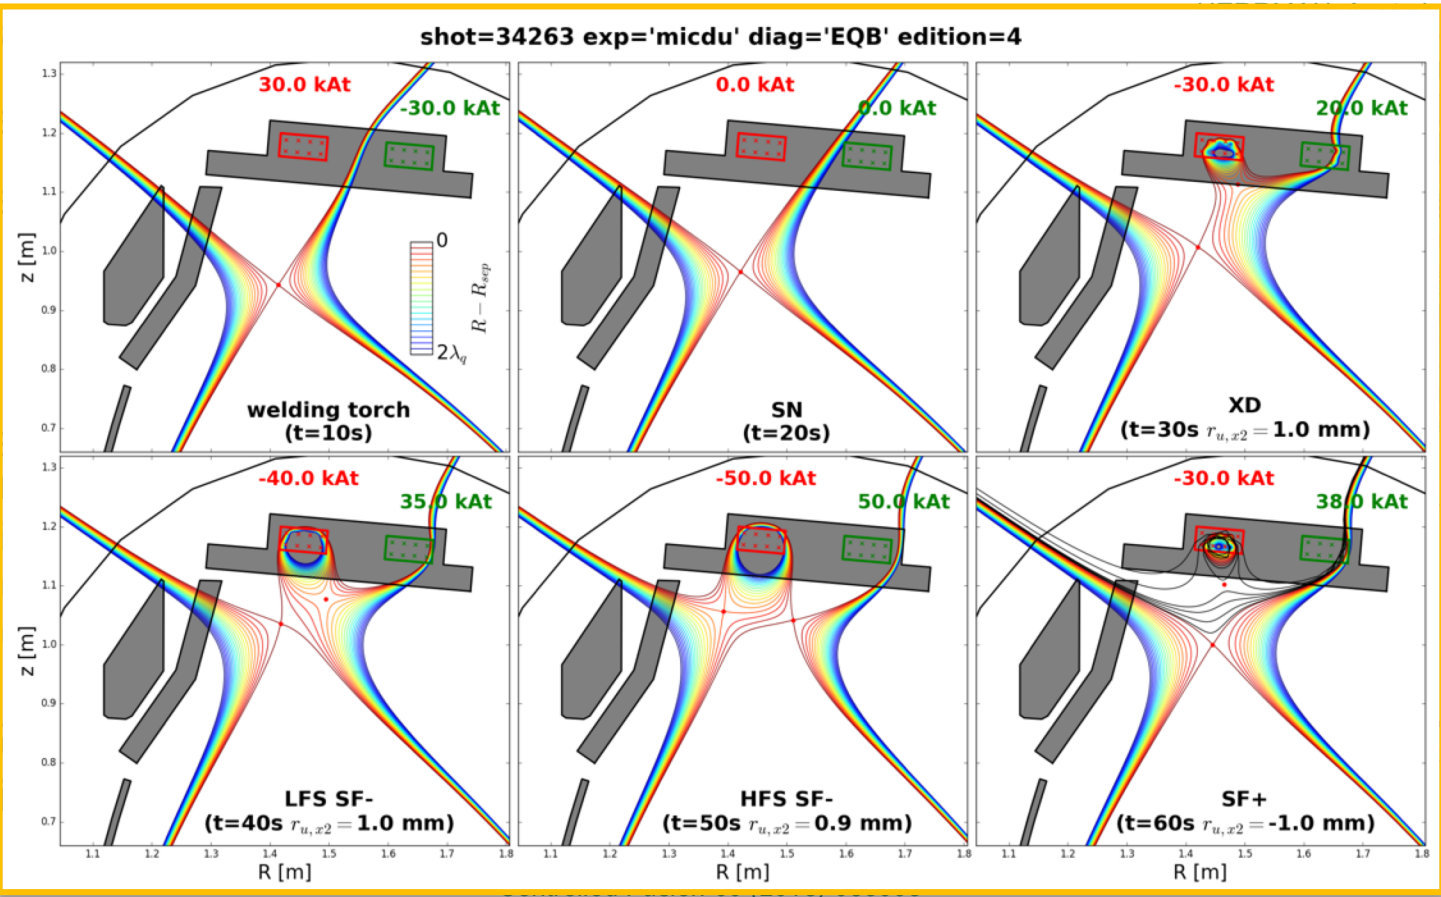 shot=34263 exp='micdu' diag='EQB' edition=4
30.0 kAt
-30.0 kAt
0
R − R_sep
2λ_q
welding torch
(t=10s)
z [m]
1.3
1.2
1.1
1.0
0.9
0.8
0.7
0.0 kAt
0.0 kAt
SN
(t=20s)
-30.0 kAt
20.0 kAt
XD
(t=30s r_u,x2 = 1.0 mm)
-40.0 kAt
35.0 kAt
LFS SF-
(t=40s r_u,x2 = 1.0 mm)
z [m]
1.3
1.2
1.1
1.0
0.9
0.8
0.7
1.1 1.2 1.3 1.4 1.5 1.6 1.7 1.8
R [m]
-50.0 kAt
50.0 kAt
HFS SF-
(t=50s r_u,x2 = 0.9 mm)
1.1 1.2 1.3 1.4 1.5 1.6 1.7 1.8
R [m]
-30.0 kAt
38.0 kAt
SF+
(t=60s r_u,x2 = -1.0 mm)
1.1 1.2 1.3 1.4 1.5 1.6 1.7 1.8
R [m]